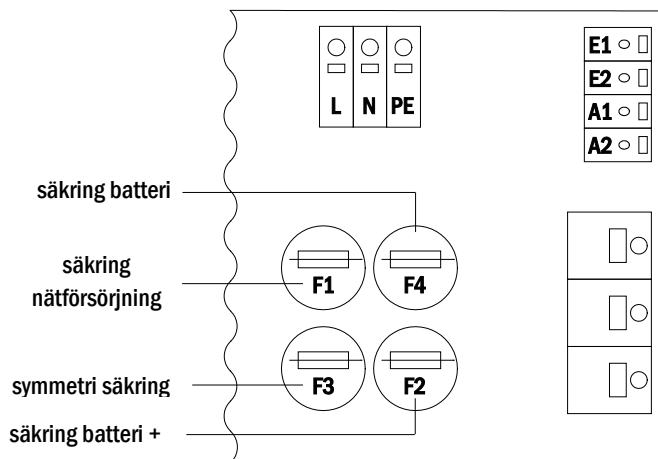 L N PE
E1
E2
A1
A2
säkring batteri
säkring
nätförsörjning
F1 F4
F3 F2
symmetri säkring
säkring batteri +